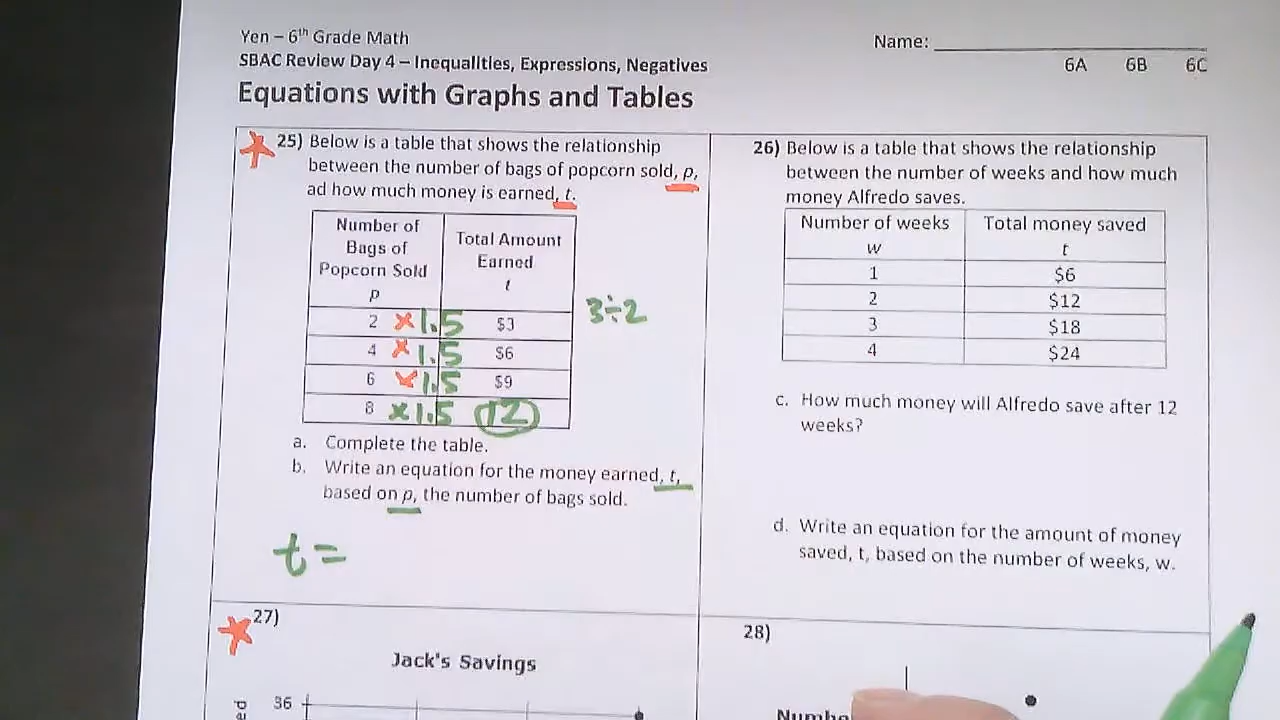 Yen – 6th Grade Math
Name:
SBAC Review Day 4 – Inequalities, Expressions, Negatives
6A 6B 6C
Equations with Graphs and Tables
25) Below is a table that shows the relationship
between the number of bags of popcorn sold, p,
ad how much money is earned, t.
Number of
Bags of
Popcorn Sold
p
Total Amount
Earned
t
2 ×1.5 $3
3÷2
4 ×1.5 $6
6 ×1.5 $9
8 ×1.5 12
a. Complete the table.
b. Write an equation for the money earned, t,
based on p, the number of bags sold.
t =
26) Below is a table that shows the relationship
between the number of weeks and how much
money Alfredo saves.
Number of weeks
w
Total money saved
t
1 $6
2 $12
3 $18
4 $24
c. How much money will Alfredo save after 12
weeks?
d. Write an equation for the amount of money
saved, t, based on the number of weeks, w.
27)
Jack's Savings
36
28)